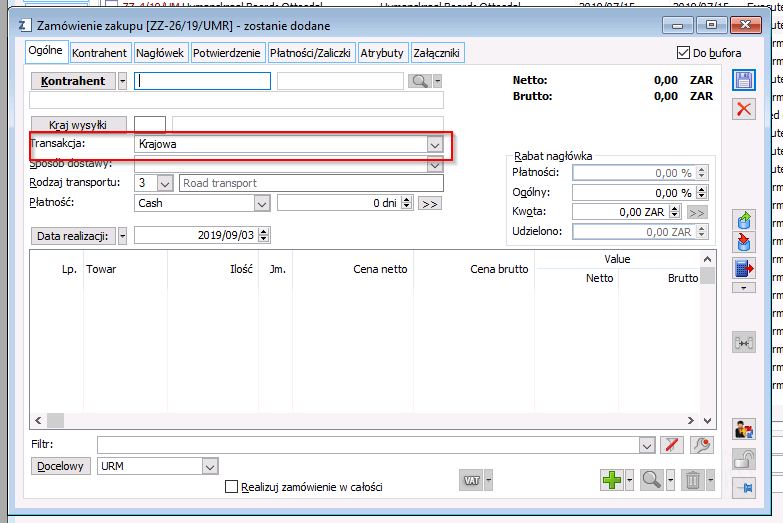 Zamówienie zakupu [ZZ-26/19/UMR] - zostanie dodane
Ogólne Kontrahent Nagłówek Potwierdzenie Płatności/Zaliczki Atrybuty Załączniki
Do bufora
Kontrahent
Netto: 0,00 ZAR
Brutto: 0,00 ZAR
Kraj wysyłki
Transakcja: Krajowa
Sposób dostawy:
Rodzaj transportu: 3 Road transport
Płatność: Cash 0 dni >>
Rabat nagłówka
Płatności: 0,00 %
Ogólny: 0,00 %
Kwota: 0,00 ZAR >>
Udzielono: 0,00 ZAR
Data realizacji: 2019/09/03
Lp. Towar Ilość Jm. Cena netto Cena brutto Value
Netto Brutto
Filtr:
Docelowy URM
Realizuj zamówienie w całości
VAT